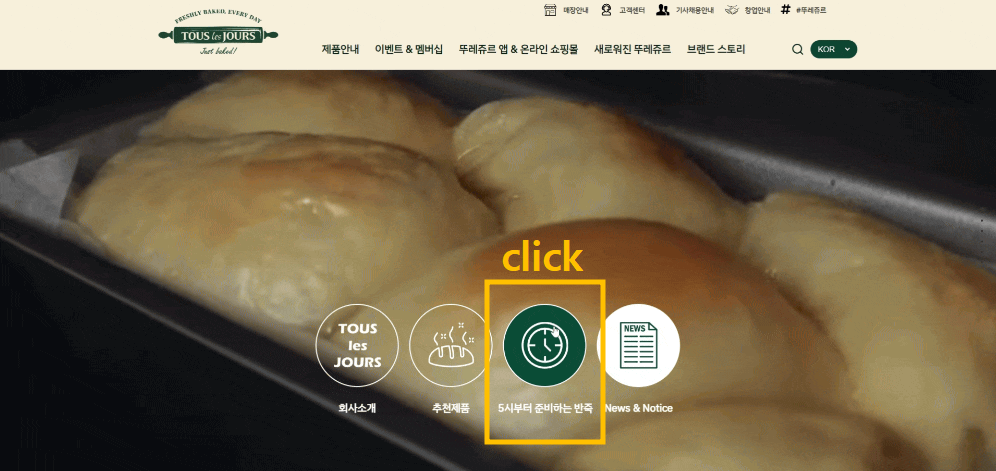 FRESHLY BAKED, EVERY DAY
TOUS les JOURS
Just baked!
매장안내 고객센터 기사채용안내 창업안내 #뚜레쥬르
제품안내 이벤트 & 멤버십 뚜레쥬르 앱 & 온라인 쇼핑몰 새로워진 뚜레쥬르 브랜드 스토리 KOR
click
TOUS
les
JOURS
NEWS
회사소개 추천제품 5시부터 준비하는 반죽 News & Notice